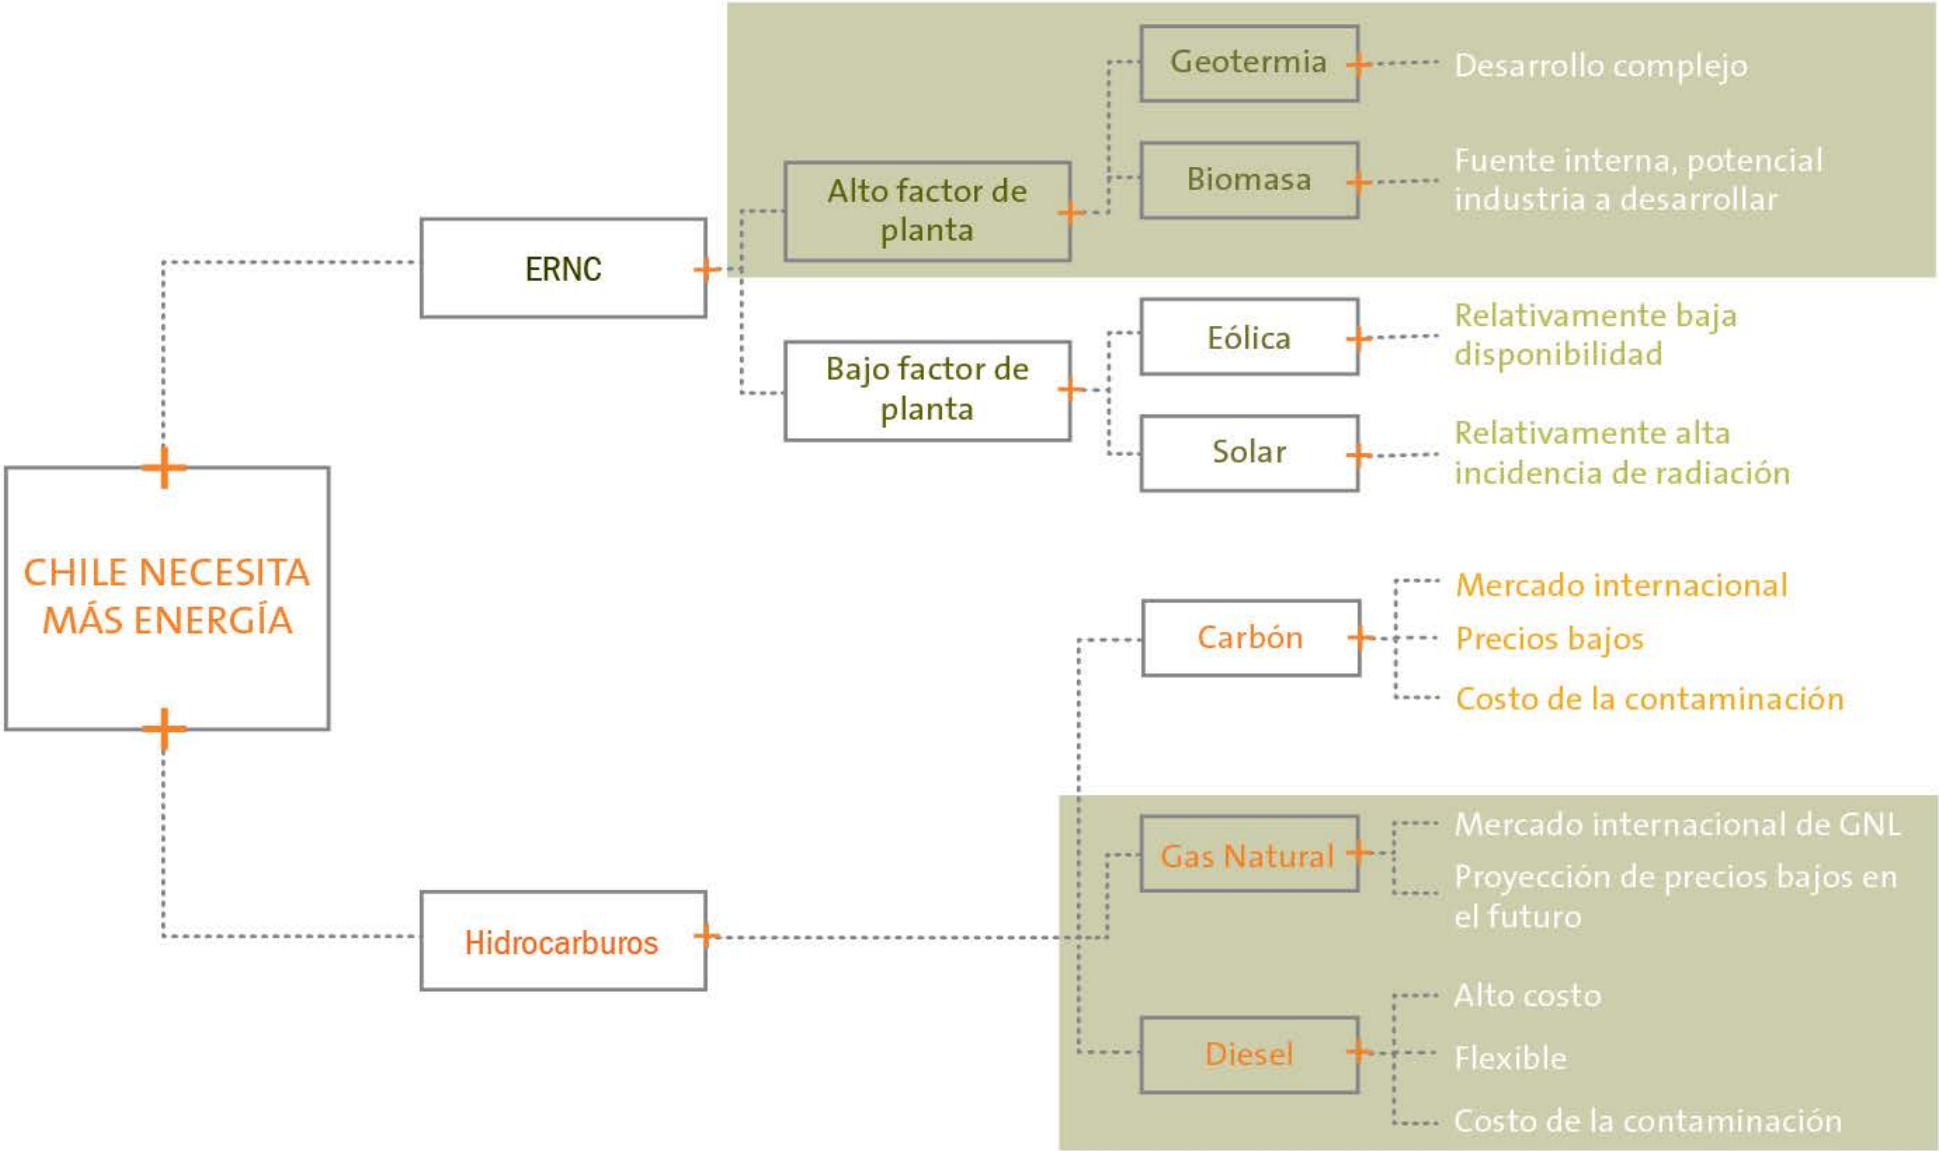 CHILE NECESITA
MÁS ENERGÍA
ERNC
Alto factor de
planta
Geotermia
Desarrollo complejo
Biomasa
Fuente interna, potencial
industria a desarrollar
Bajo factor de
planta
Eólica
Relativamente baja
disponibilidad
Solar
Relativamente alta
incidencia de radiación
Hidrocarburos
Carbón
Mercado internacional
Precios bajos
Costo de la contaminación
Gas Natural
Mercado internacional de GNL
Proyección de precios bajos en
el futuro
Diesel
Alto costo
Flexible
Costo de la contaminación